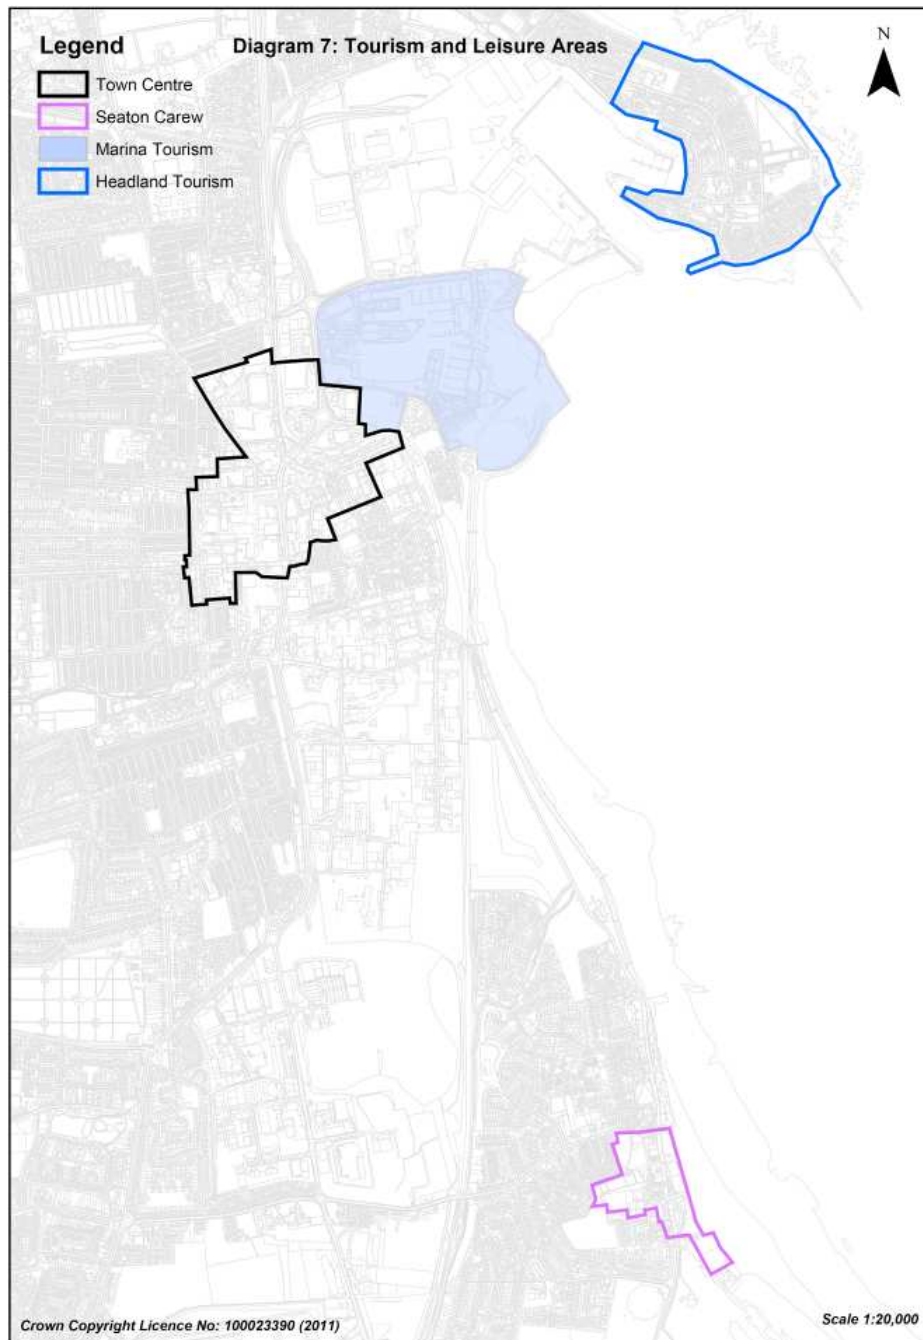 Legend
Diagram 7: Tourism and Leisure Areas
N
Town Centre
Seaton Carew
Marina Tourism
Headland Tourism
Crown Copyright Licence No: 100023390 (2011)
Scale 1:20,000